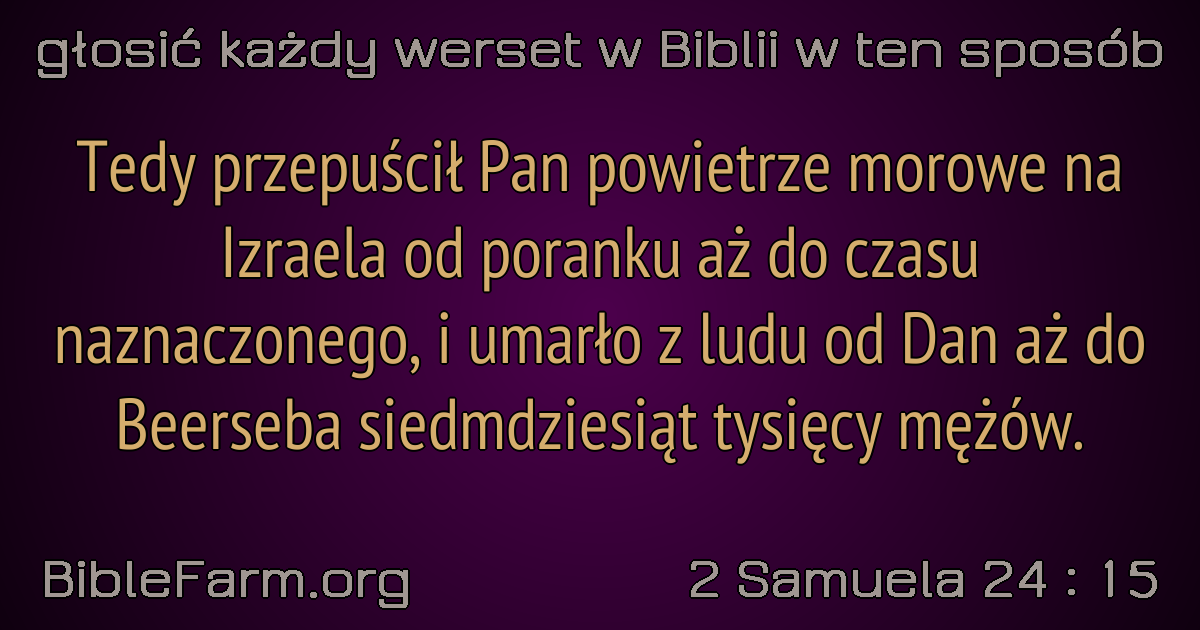 głosić każdy werset w Biblii w ten sposób
Tedy przepuścił Pan powietrze morowe na
Izraela od poranku aż do czasu
naznaczonego, i umarło z ludu od Dan aż do
Beerseba siedmdziesiąt tysięcy mężów.
BibleFarm.org
2 Samuela 24 : 15